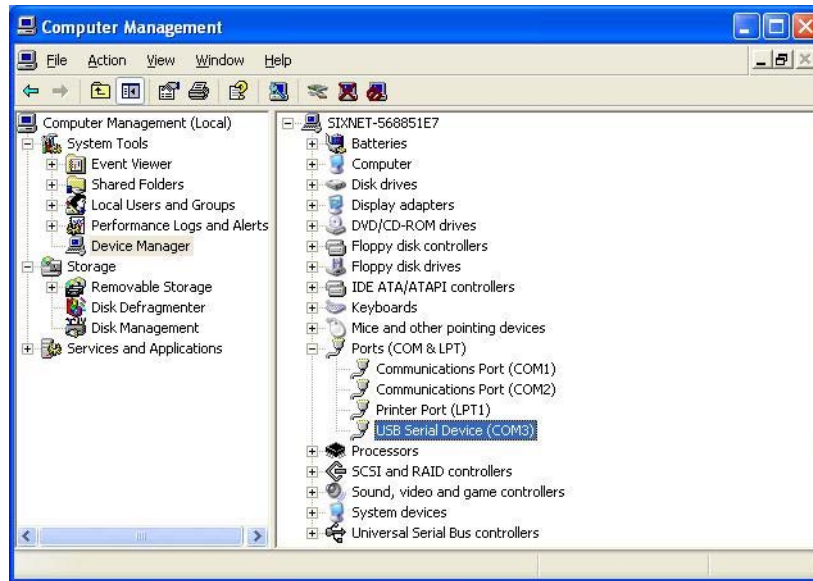 Computer Management
File Action View Window Help
Computer Management (Local)
System Tools
Event Viewer
Shared Folders
Local Users and Groups
Performance Logs and Alerts
Device Manager
Storage
Removable Storage
Disk Defragmenter
Disk Management
Services and Applications
SIXNET-568851E7
Batteries
Computer
Disk drives
Display adapters
DVD/CD-ROM drives
Floppy disk controllers
Floppy disk drives
IDE ATA/ATAPI controllers
Keyboards
Mice and other pointing devices
Ports (COM & LPT)
Communications Port (COM1)
Communications Port (COM2)
Printer Port (LPT1)
USB Serial Device (COM3)
Processors
SCSI and RAID controllers
Sound, video and game controllers
System devices
Universal Serial Bus controllers